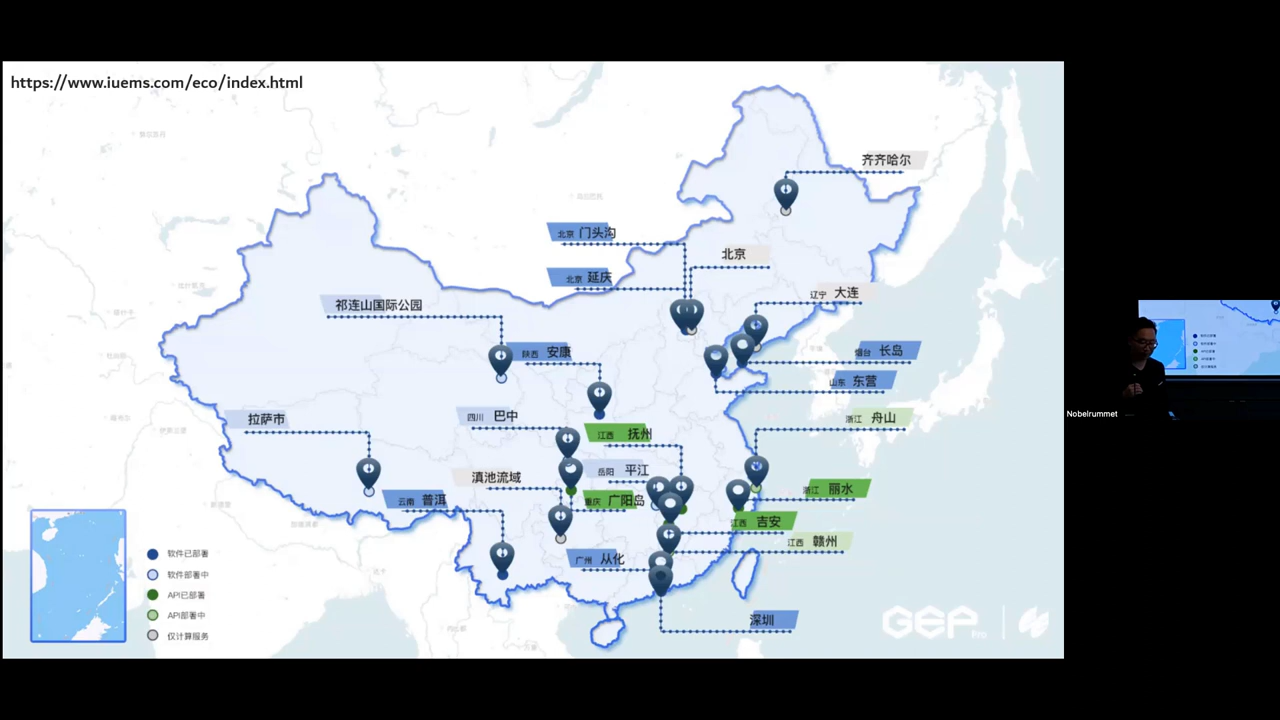 https://www.iuems.com/eco/index.html
齐齐哈尔
北京 门头沟
北京
北京 延庆
辽宁 大连
祁连山国际公园
陕西 安康
烟台 长岛
山东 东营
拉萨市
四川 巴中
浙江 舟山
江西 抚州
岳阳 平江
滇池流域
浙江 丽水
云南 普洱
重庆 广阳岛
江西 吉安
江西 赣州
广州 从化
深圳
软件已部署
软件部署中
API已部署
API部署中
仅计算服务
GEP Pro
Nobelrummet